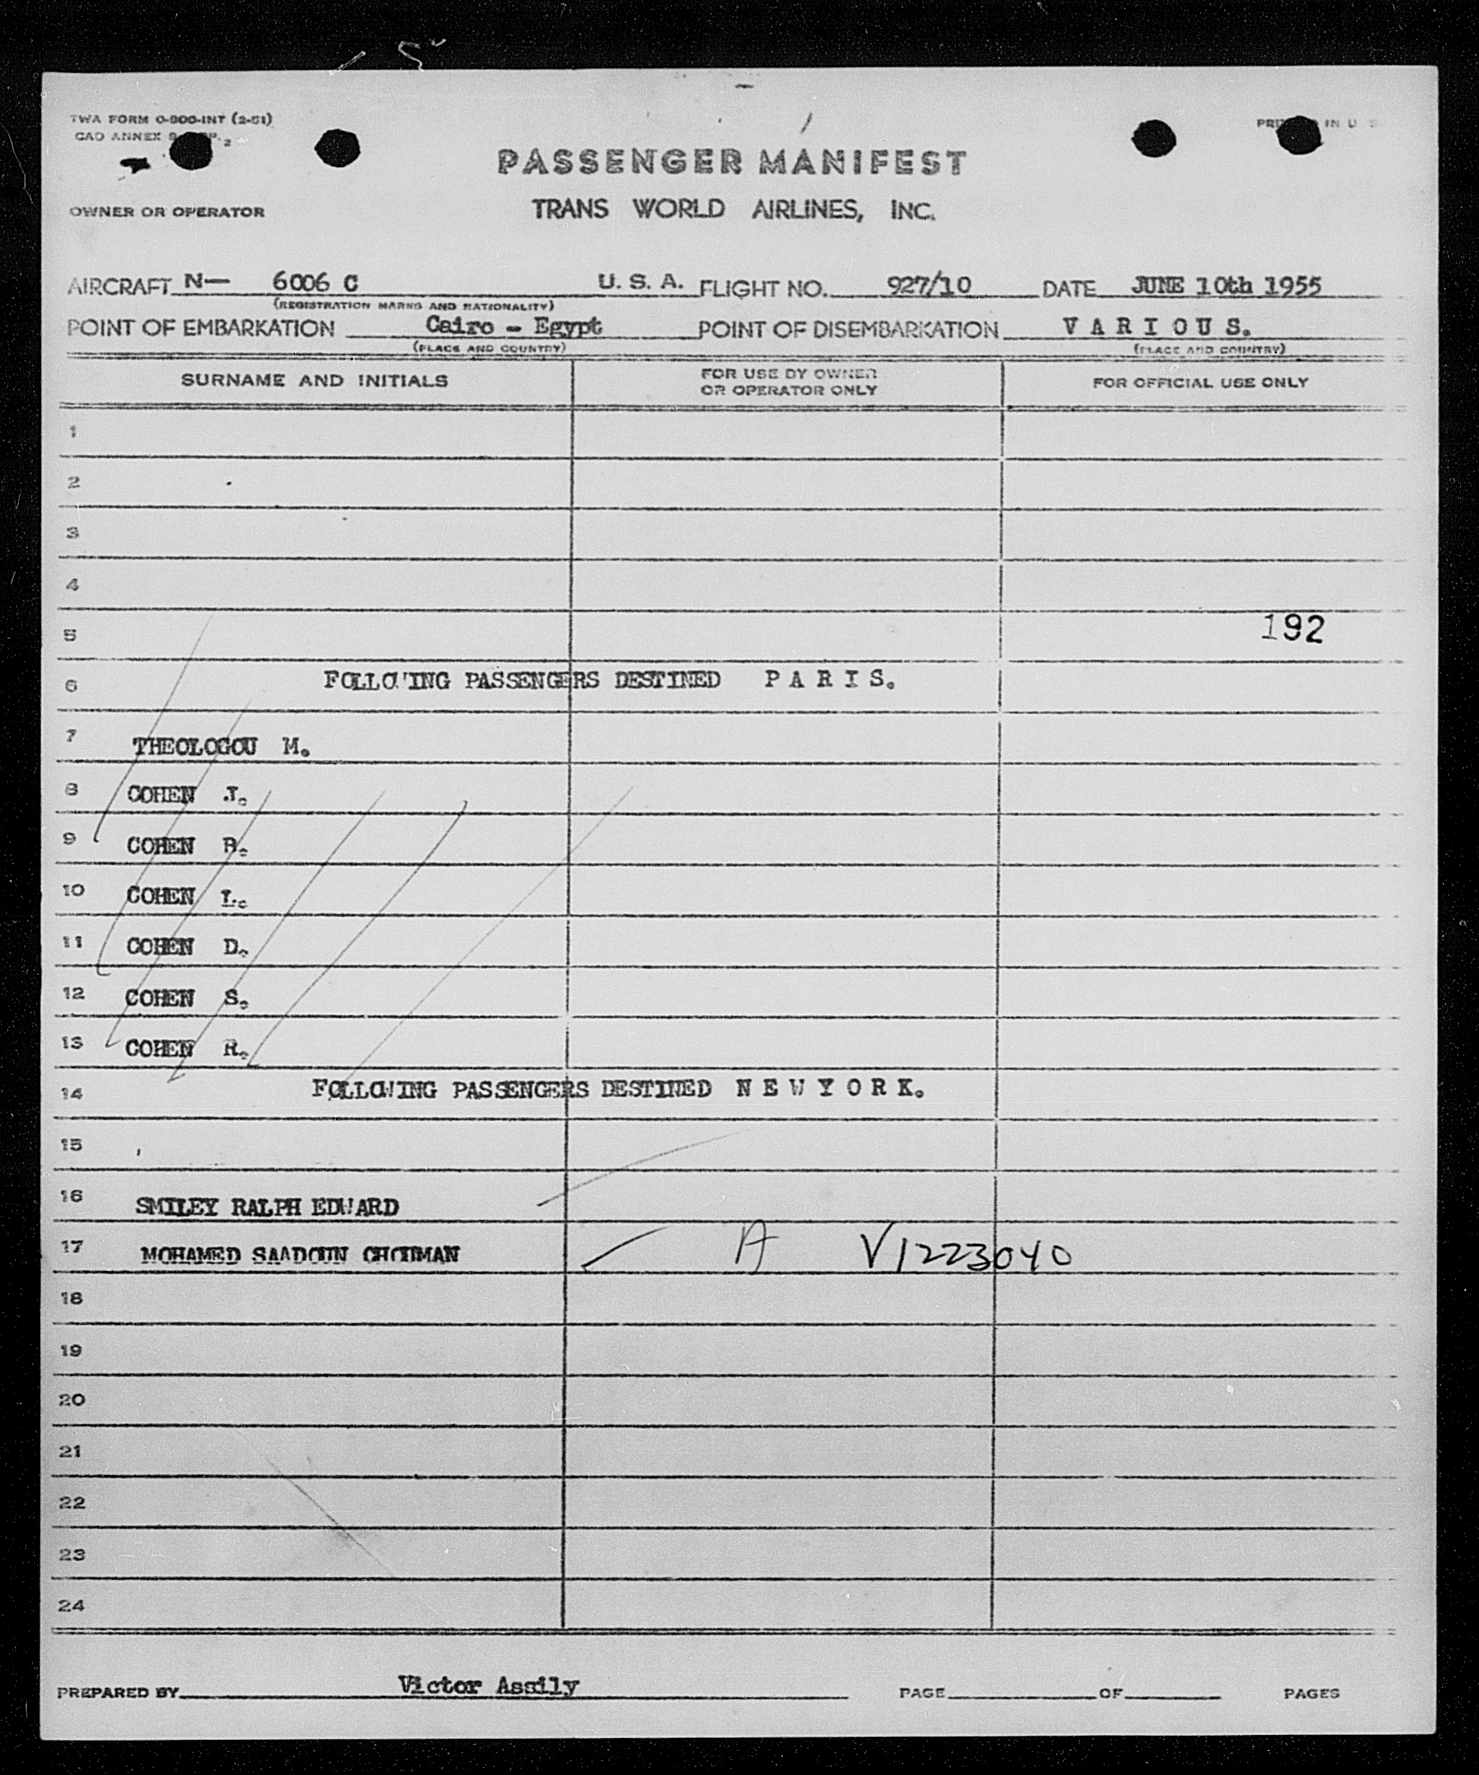 5
TWA FORM 0-800-INT (2-51)
PASSENGER MANIFEST
OWNER OR OPERATOR TRANS WORLD AIRLINES, INC.
AIRCRAFT N— 6006 C U. S. A. FLIGHT NO. 927/10 DATE JUNE 10th 1955
(REGISTRATION MARKS AND NATIONALITY)
POINT OF EMBARKATION Cairo - Egypt POINT OF DISEMBARKATION V A R I O U S.
(PLACE AND COUNTRY) (PLACE AND COUNTRY)
SURNAME AND INITIALS FOR USE BY OWNER OR OPERATOR ONLY FOR OFFICIAL USE ONLY
1
2
3
4
5 192
6 FOLLOWING PASSENGERS DESTINED P A R I S.
7 THEOLOGOU M.
8 COHEN J.
9 COHEN B.
10 COHEN L.
11 COHEN D.
12 COHEN S.
13 COHEN R.
14 FOLLOWING PASSENGERS DESTINED N E W Y O R K.
15
16 SMILEY RALPH EDWARD
17 MOHAMED SAADOUN CHOUMAN A V1223040
18
19
20
21
22
23
24
PREPARED BY Victor Assily PAGE OF PAGES